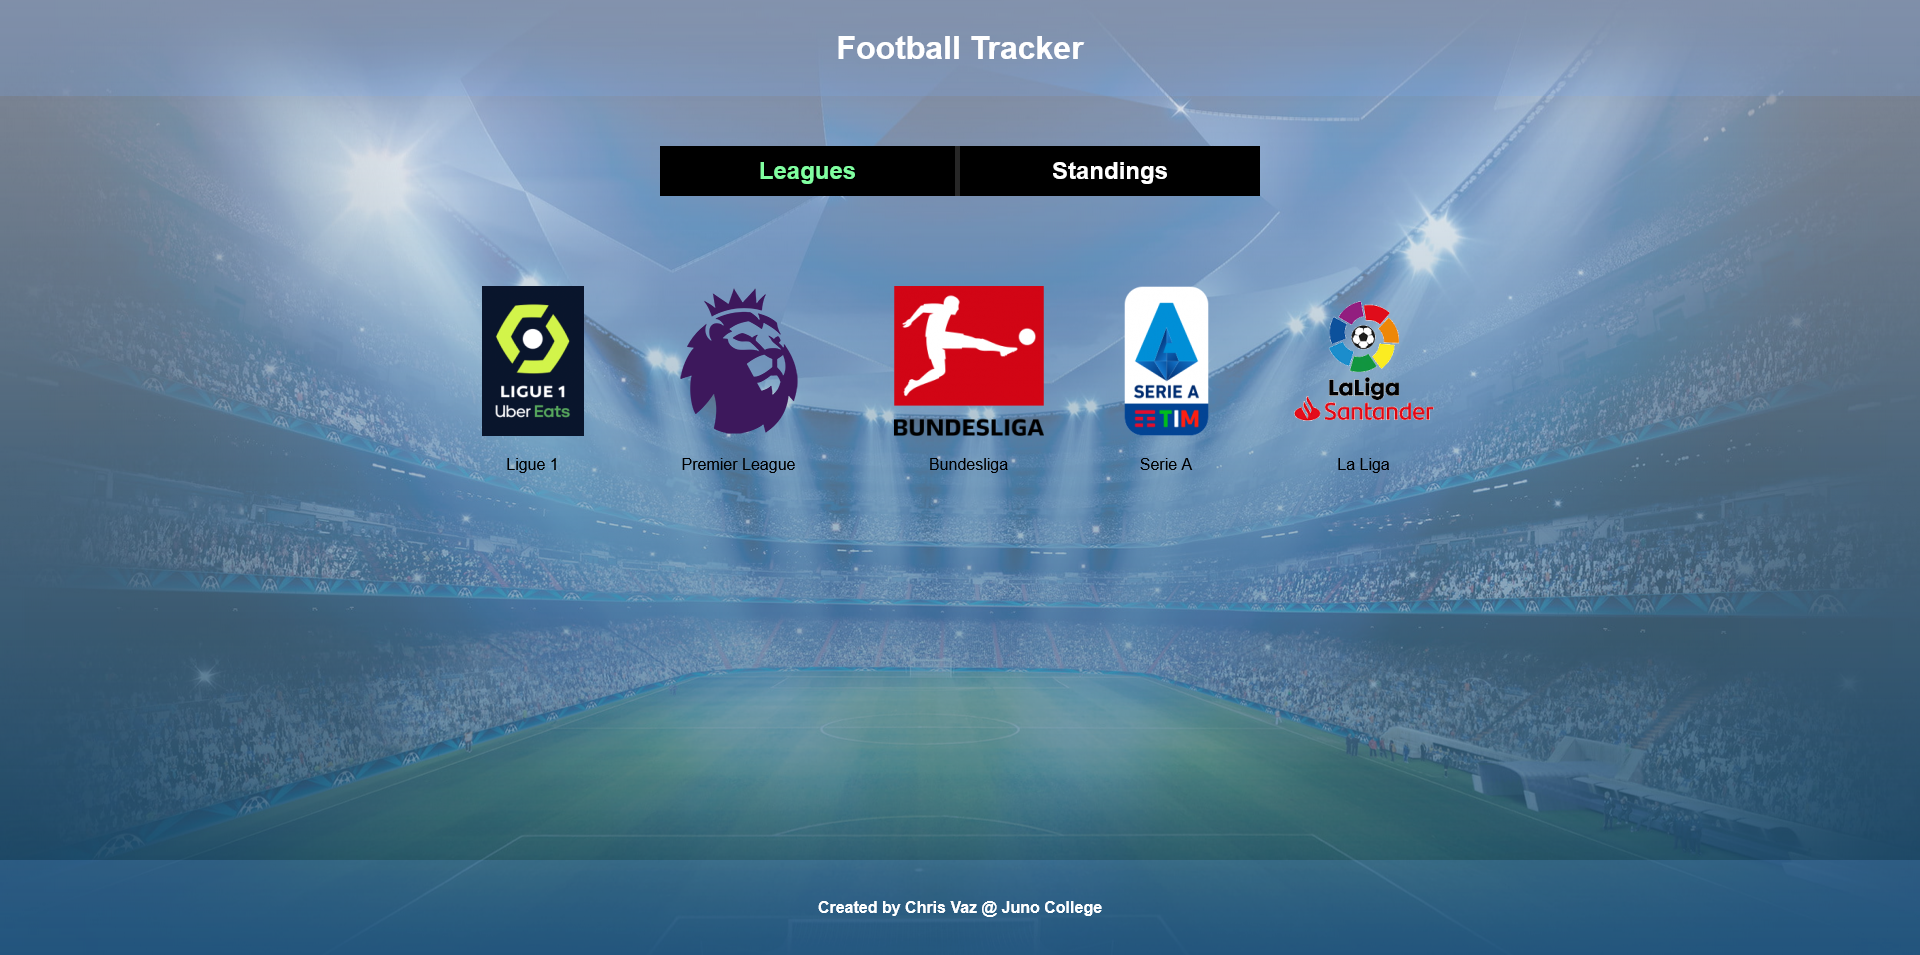 Football Tracker
Leagues
Standings
LIGUE 1
Uber Eats
BUNDESLIGA
SERIE A
TIM
LaLiga
Santander
Ligue 1
Premier League
Bundesliga
Serie A
La Liga
Created by Chris Vaz @ Juno College